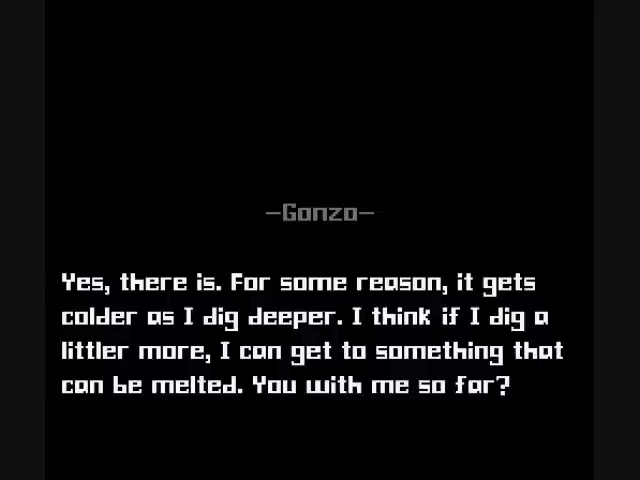 -Gonzo-
Yes, there is. For some reason, it gets
colder as I dig deeper. I think if I dig a
littler more, I can get to something that
can be melted. You with me so far?